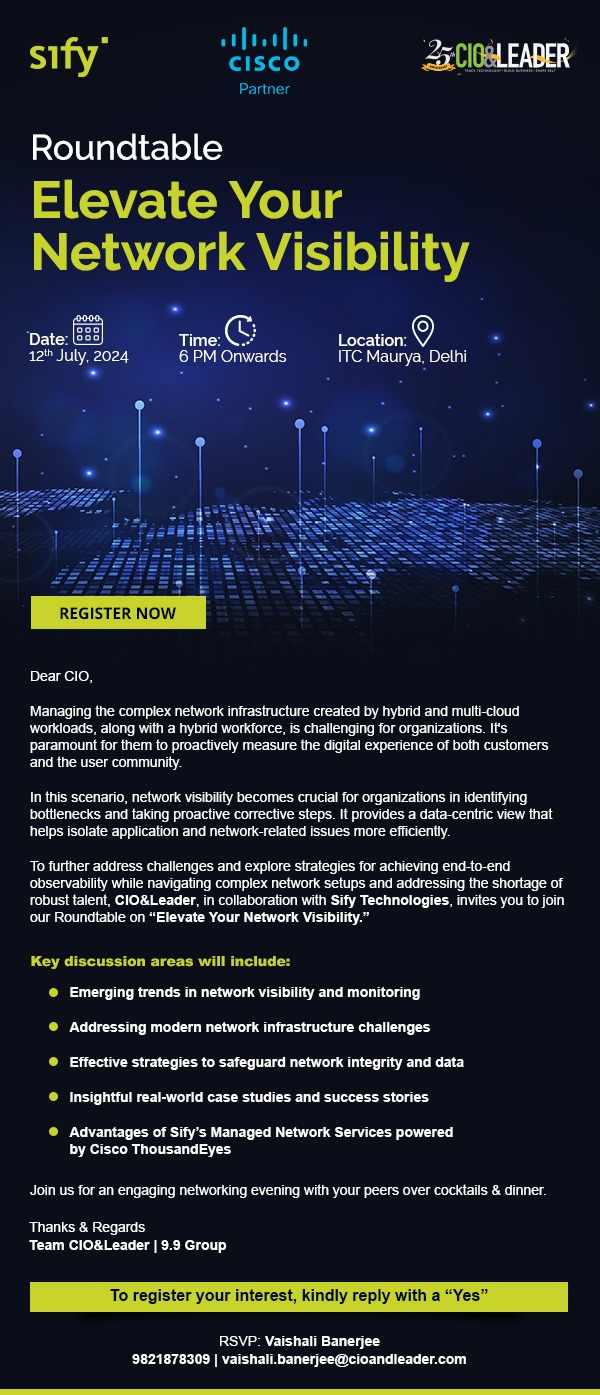 sify
CISCO
Partner
25th CIO&LEADER
TRADE TECHNOLOGY • BUILD BUSINESS • SHAPE SELF
Roundtable
Elevate Your
Network Visibility
Date:
12th July, 2024
Time:
6 PM Onwards
Location:
ITC Maurya, Delhi
REGISTER NOW
Dear CIO,
Managing the complex network infrastructure created by hybrid and multi-cloud
workloads, along with a hybrid workforce, is challenging for organizations. It's
paramount for them to proactively measure the digital experience of both customers
and the user community.
In this scenario, network visibility becomes crucial for organizations in identifying
bottlenecks and taking proactive corrective steps. It provides a data-centric view that
helps isolate application and network-related issues more efficiently.
To further address challenges and explore strategies for achieving end-to-end
observability while navigating complex network setups and addressing the shortage of
robust talent, CIO&Leader, in collaboration with Sify Technologies, invites you to join
our Roundtable on “Elevate Your Network Visibility.”
Key discussion areas will include:
Emerging trends in network visibility and monitoring
Addressing modern network infrastructure challenges
Effective strategies to safeguard network integrity and data
Insightful real-world case studies and success stories
Advantages of Sify’s Managed Network Services powered
by Cisco ThousandEyes
Join us for an engaging networking evening with your peers over cocktails & dinner.
Thanks & Regards
Team CIO&Leader | 9.9 Group
To register your interest, kindly reply with a “Yes”
RSVP: Vaishali Banerjee
9821878309 | vaishali.banerjee@cioandleader.com